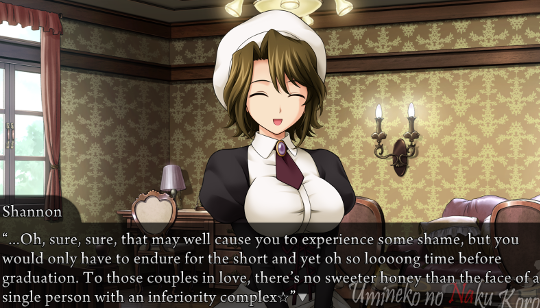 Shannon
“...Oh, sure, sure, that may well cause you to experience some shame, but you
would only have to endure for the short and yet oh so loooong time before
graduation. To those couples in love, there’s no sweeter honey than the face of a
single person with an inferiority complex☆”
Umineko no Naku Koro